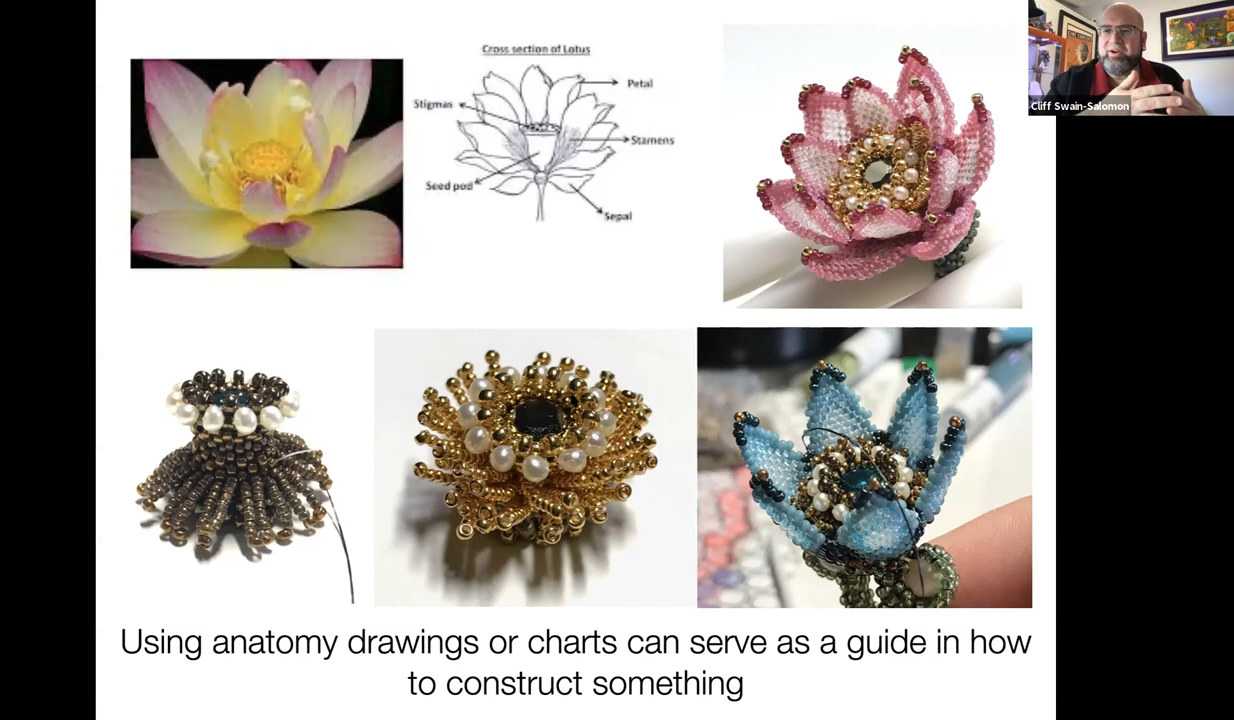 Cross section of Lotus
Petal
Stigmas
Stamens
Seed pod
Sepal
Cliff Swain-Salomon
Using anatomy drawings or charts can serve as a guide in how
to construct something